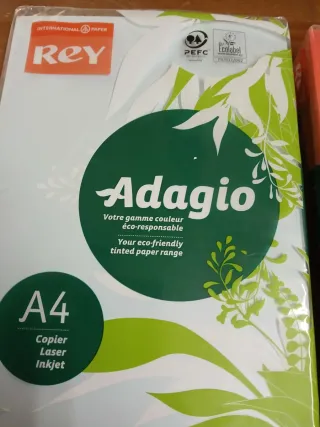 INTERNATIONAL PAPER
REY
PEFC
Ecolabel
Adagio
Votre gamme couleur
éco-responsable
Your eco-friendly
tinted paper range
A4
Copier
Laser
Inkjet